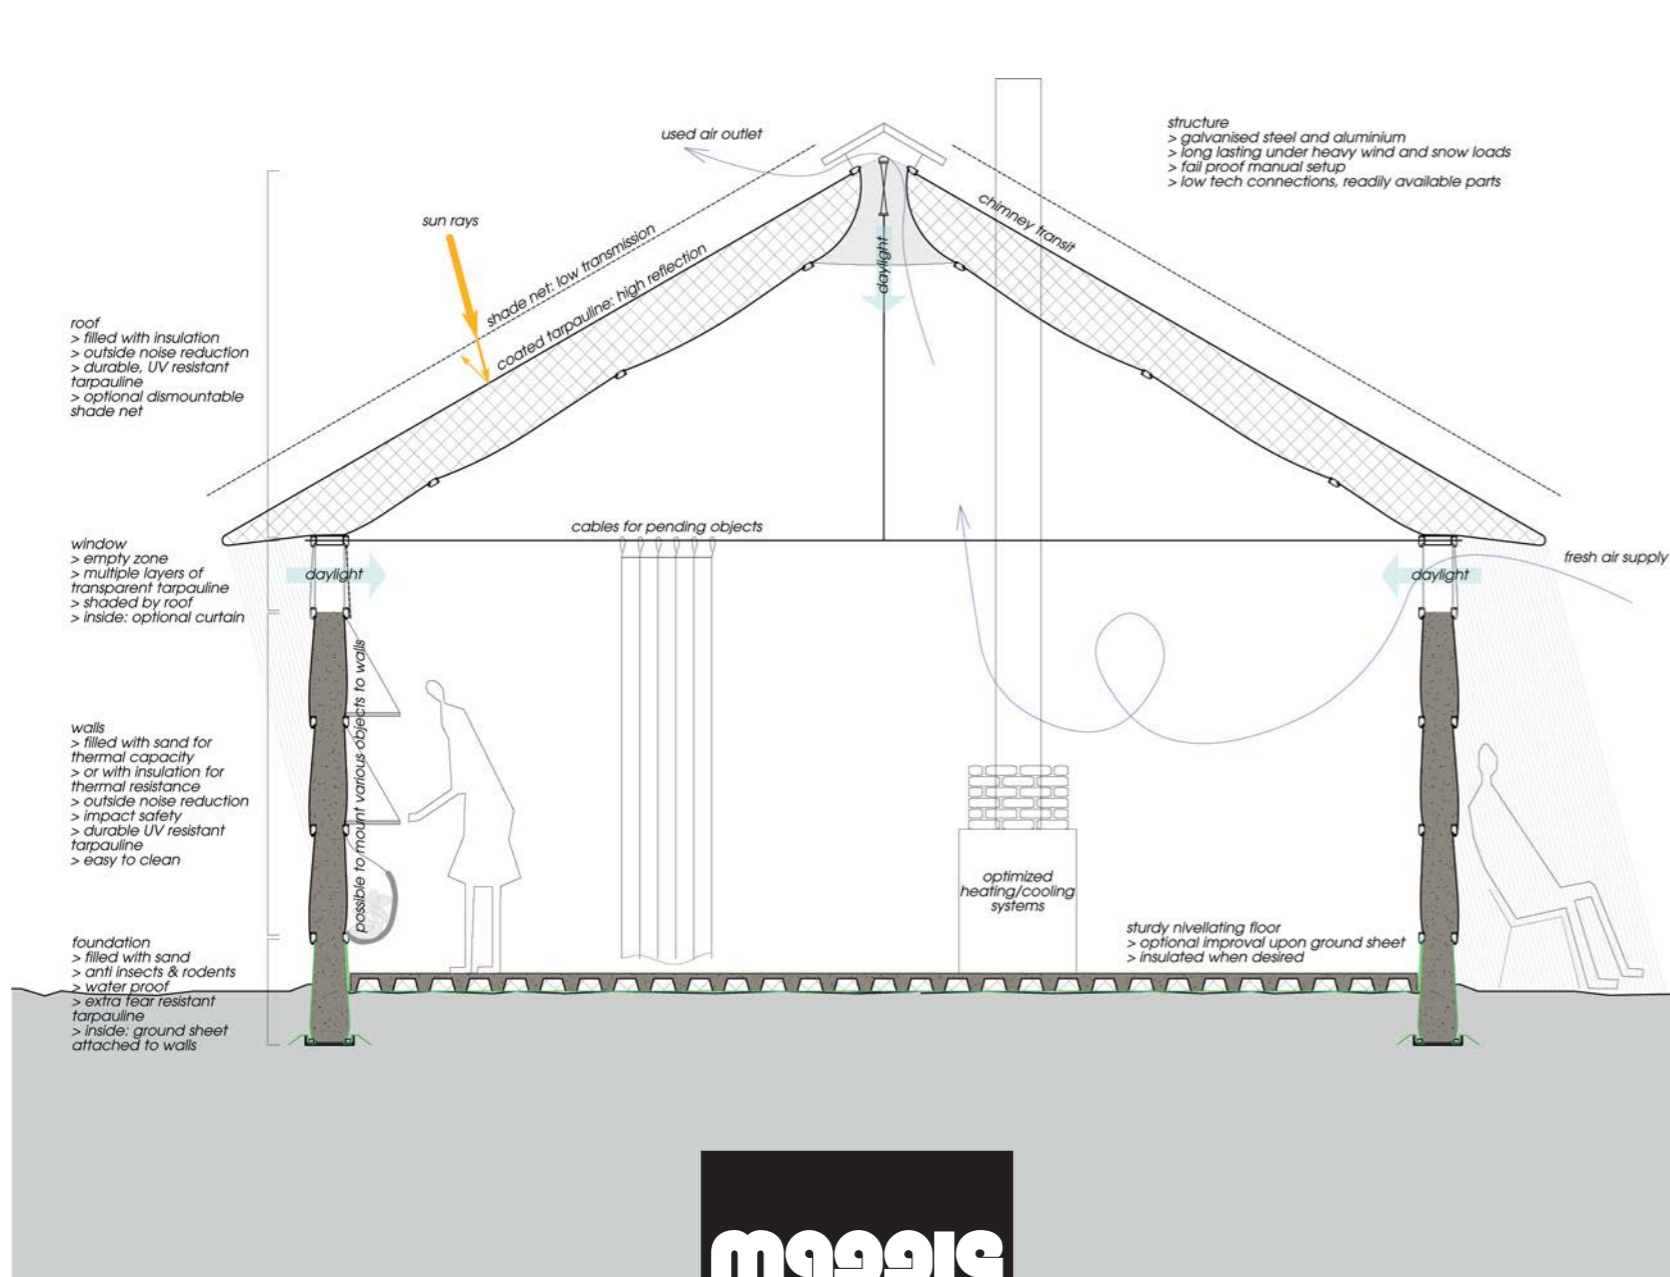 used air outlet
structure
> galvanised steel and aluminium
> long lasting under heavy wind and snow loads
> fail proof manual setup
> low tech connections, readily available parts
sun rays
shade net: low transmission
coated tarpauline: high reflection
chimney transit
daylight
roof
> filled with insulation
> outside noise reduction
> durable, UV resistant
tarpauline
> optional dismountable
shade net
cables for pending objects
window
> empty zone
> multiple layers of
transparent tarpauline
> shaded by roof
> inside: optional curtain
daylight
daylight
fresh air supply
possible to mount various objects to walls
walls
> filled with sand for
thermal capacity
> or with insulation for
thermal resistance
> outside noise reduction
> impact safety
> durable UV resistant
tarpauline
> easy to clean
optimized
heating/cooling
systems
sturdy nivellating floor
> optional improval upon ground sheet
> insulated when desired
foundation
> filled with sand
> anti insects & rodents
> water proof
> extra tear resistant
tarpauline
> inside: ground sheet
attached to walls
maggie